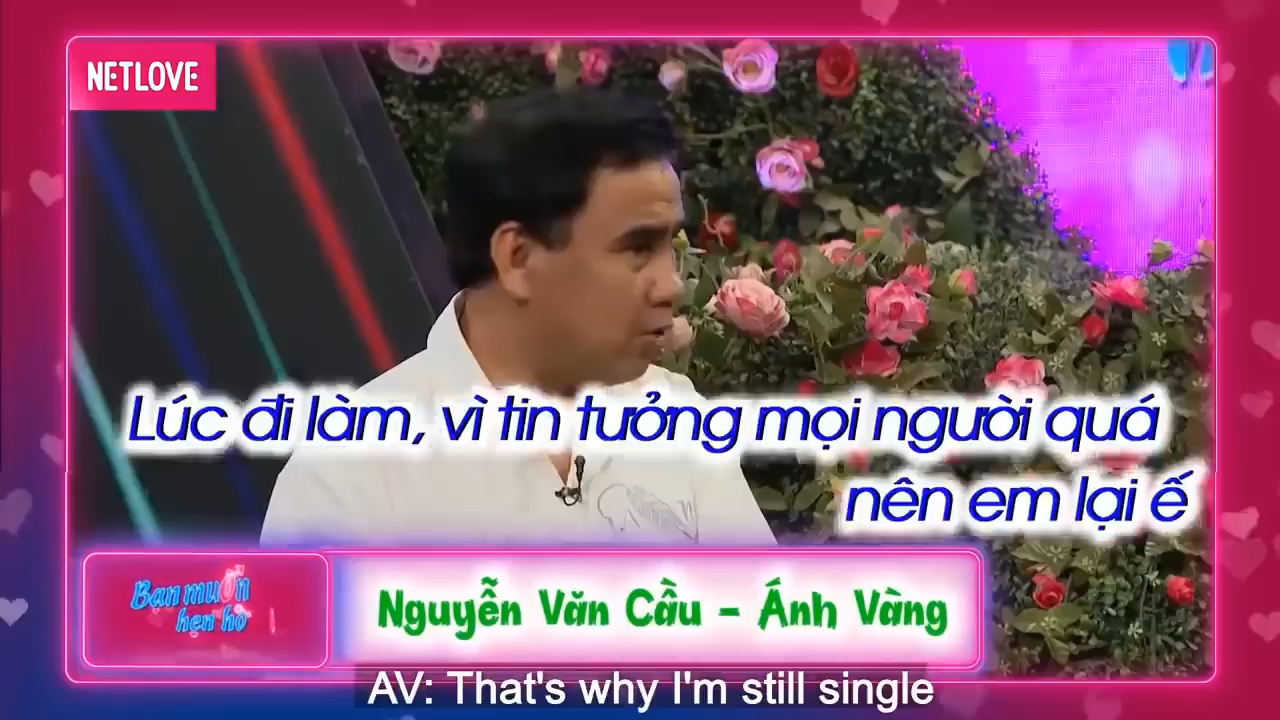 NETLOVE
Lúc đi làm, vì tin tưởng mọi người quá
nên em lại ế
Bạn muốn
hẹn hò
Nguyễn Văn Cầu - Ánh Vàng
AV: That's why I'm still single